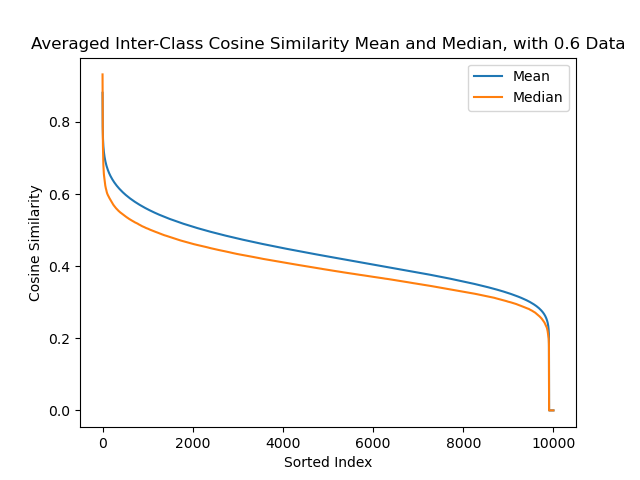 Averaged Inter-Class Cosine Similarity Mean and Median, with 0.6 Data
Mean
Median
0.8
0.6
0.4
0.2
0.0
Cosine Similarity
0 2000 4000 6000 8000 10000
Sorted Index